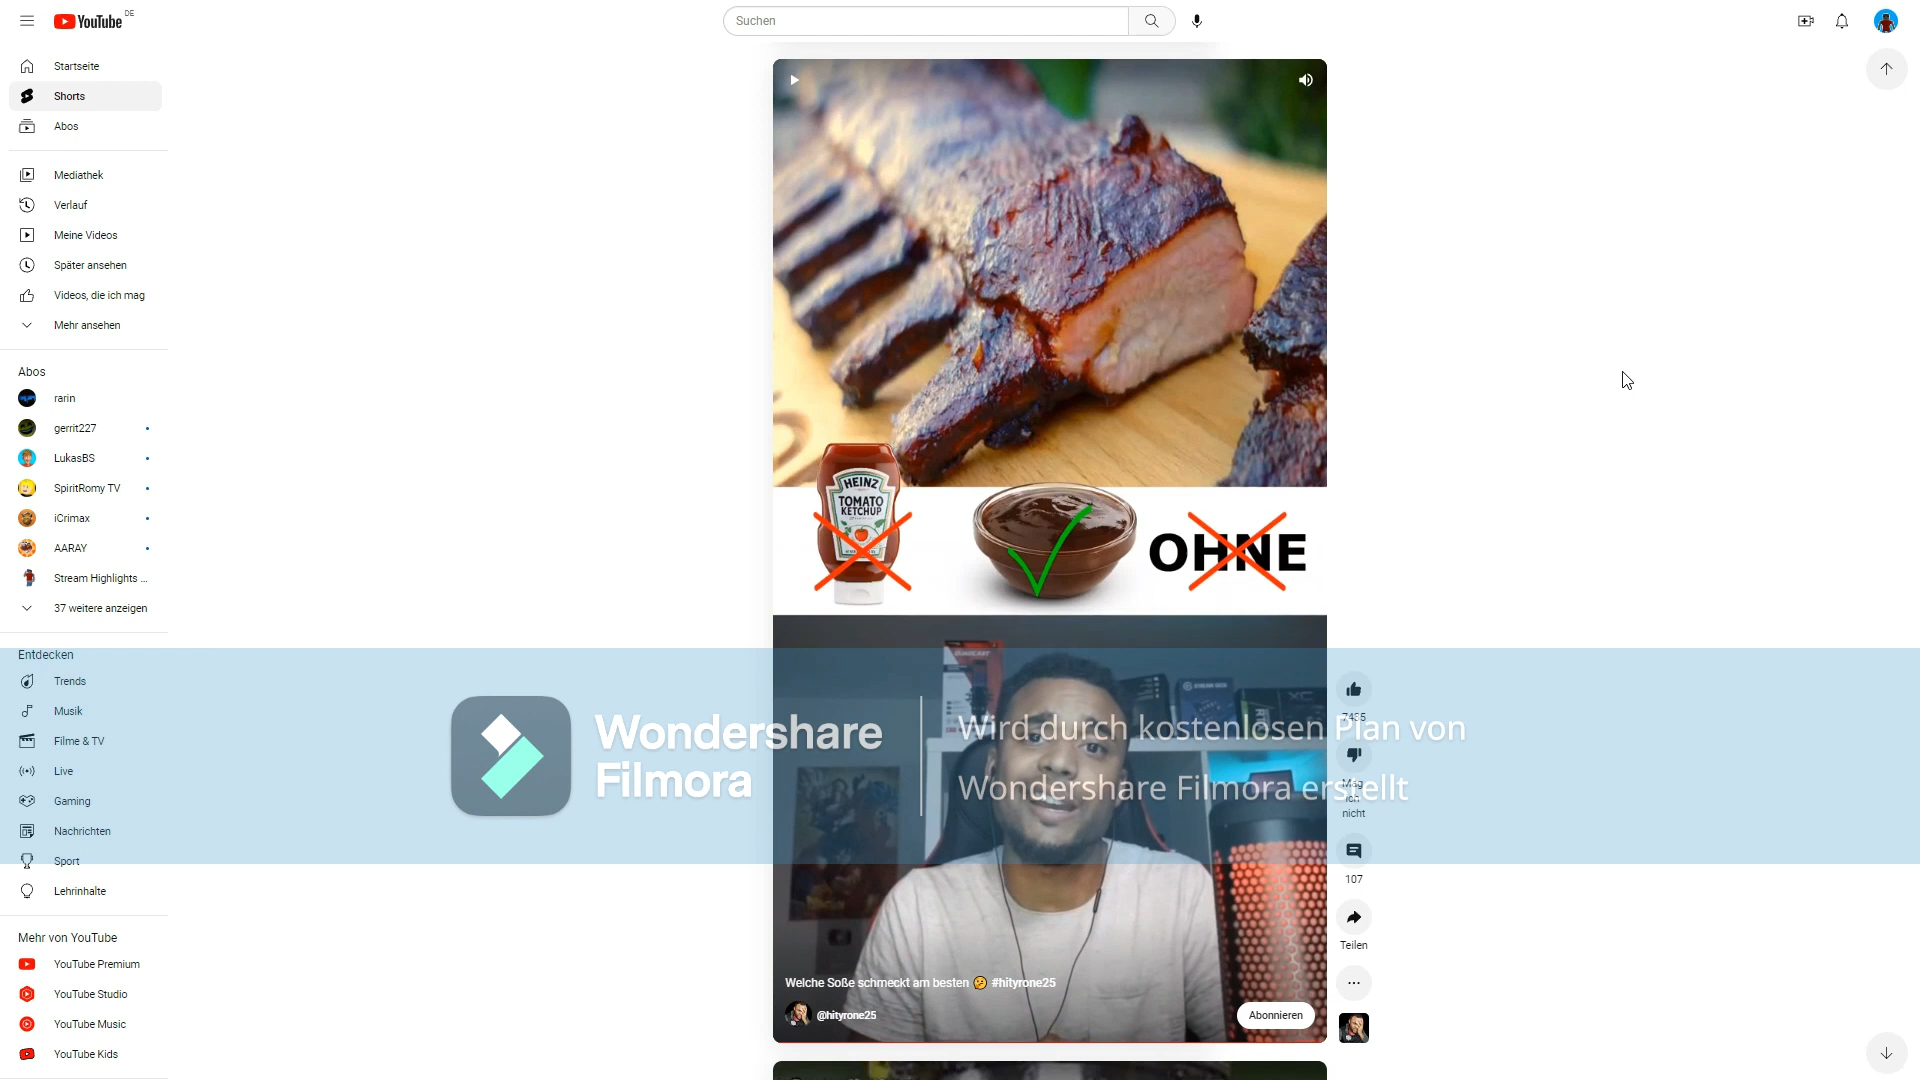 YouTube DE
Suchen
Startseite
Shorts
Abos
Mediathek
Verlauf
Meine Videos
Später ansehen
Videos, die ich mag
Mehr ansehen
Abos
rarin
gerrit227
LukasBS
SpiritRomy TV
iCrimax
AARAY
Stream Highlights ...
37 weitere anzeigen
Entdecken
Trends
Musik
Filme & TV
Live
Gaming
Nachrichten
Sport
Lehrinhalte
Mehr von YouTube
YouTube Premium
YouTube Studio
YouTube Music
YouTube Kids
HEINZ
TOMATO
KETCHUP
OHNE
Wondershare
Filmora
Wird durch kostenlosen Plan von
Wondershare Filmora erstellt
Welche Soße schmeckt am besten 🤔 #hityrone25
@hityrone25
Abonnieren
7435
Mag
ich
nicht
107
Teilen